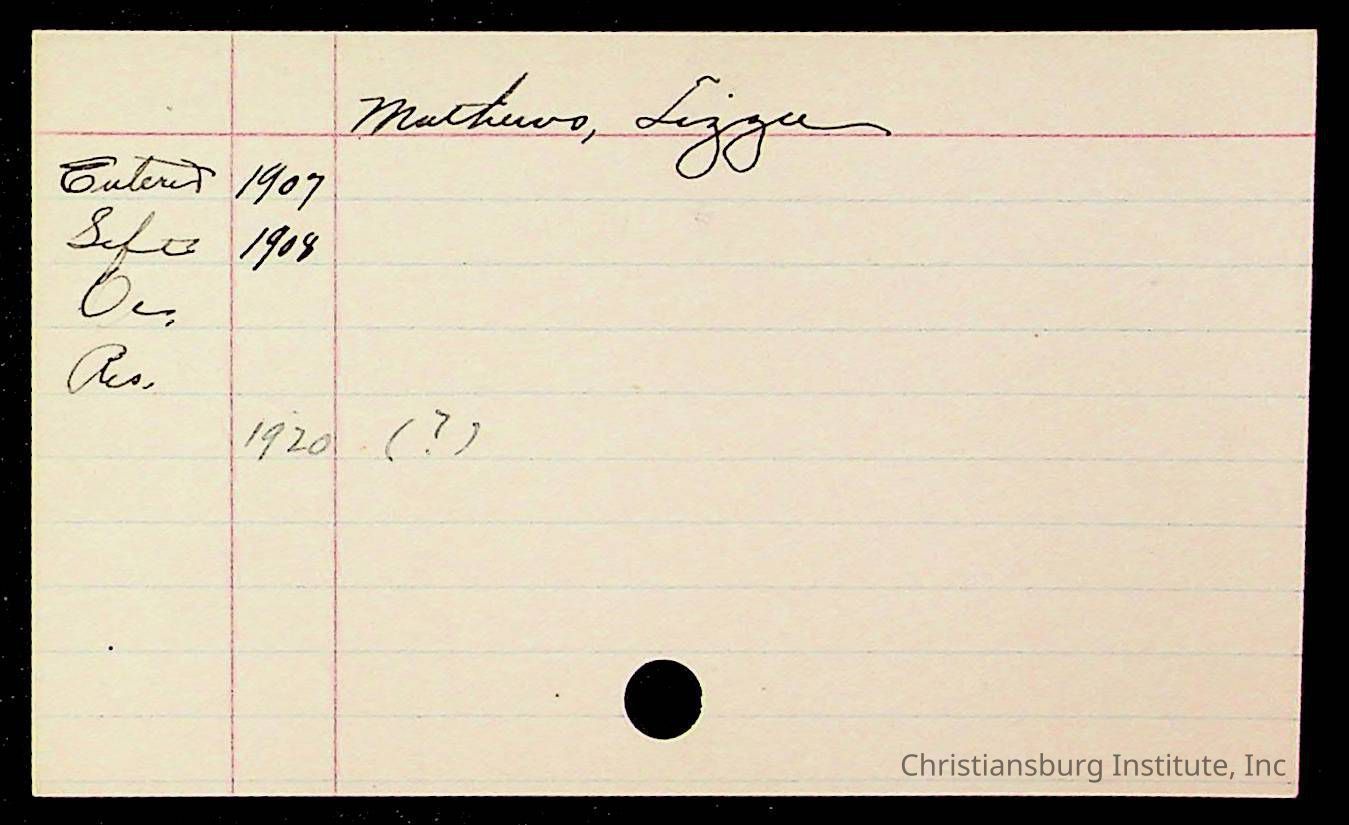 Mathews, Lizzie
Entered 1907
Left 1908
Oc.
Res.
1920 (?)
Christiansburg Institute, Inc